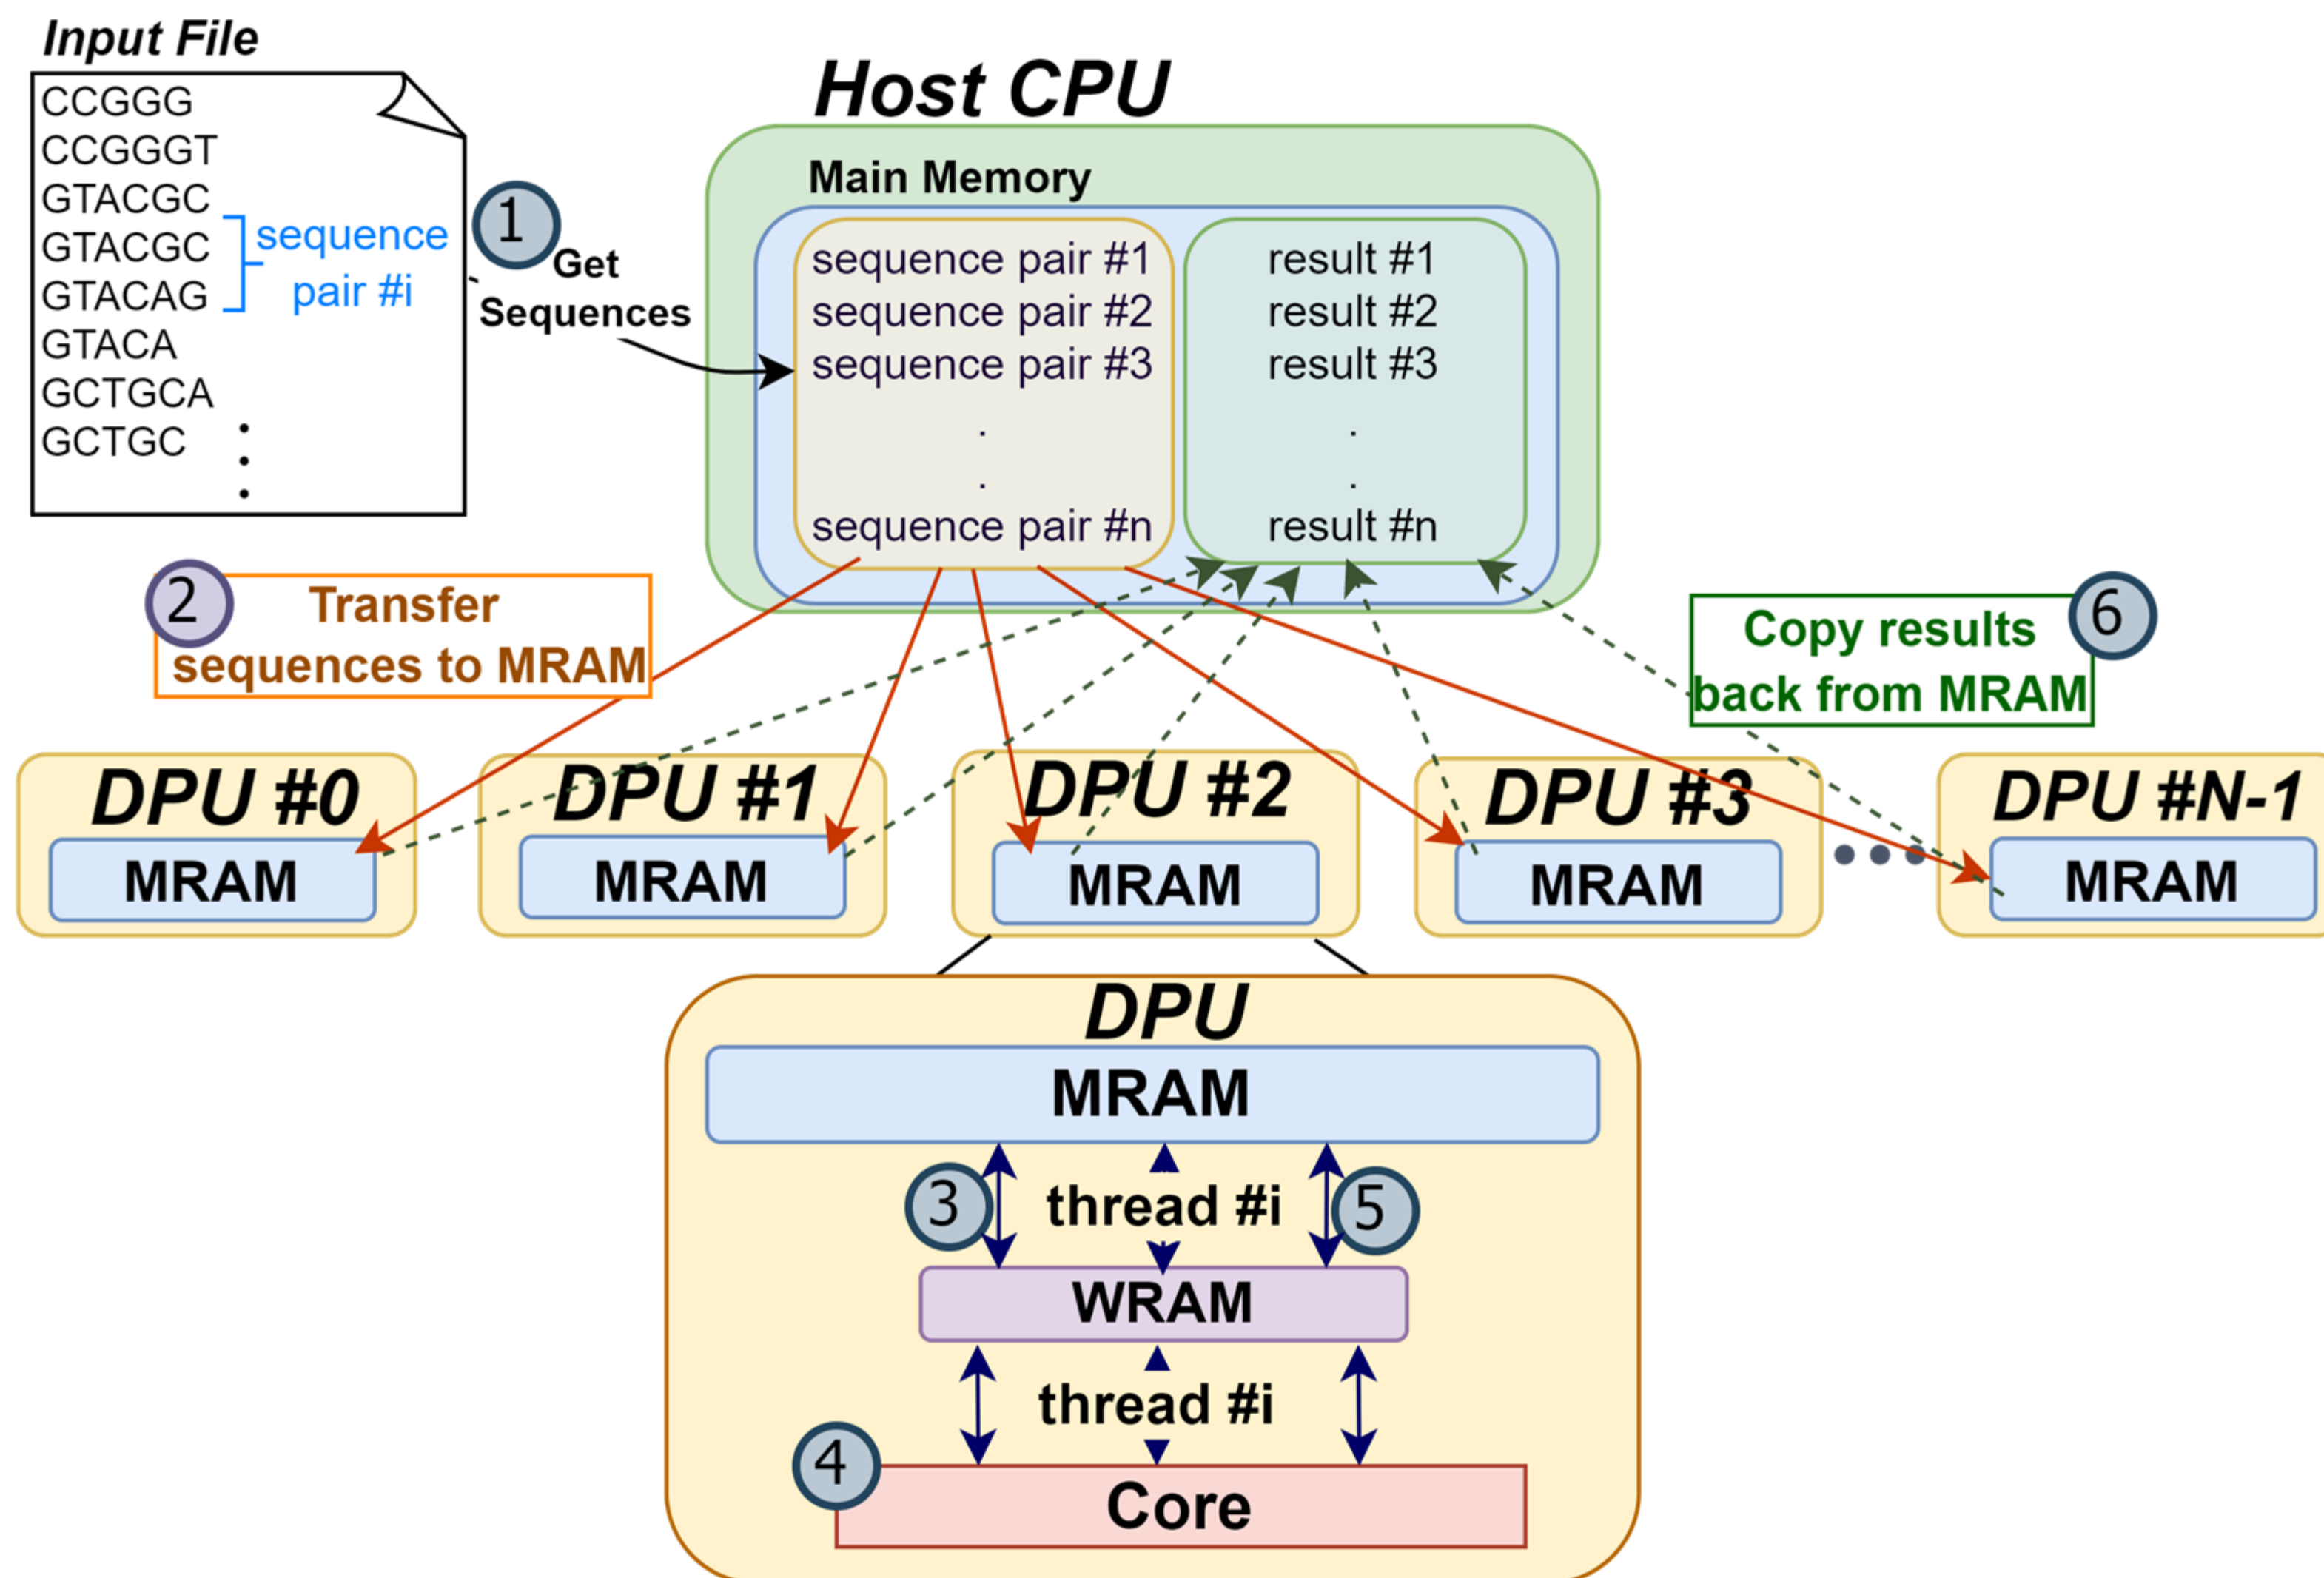 Input File
CCGGG
CCGGGT
GTACGC
GTACGC
GTACAG
GTACA
GCTGCA
GCTGC
sequence
pair #i
1
Get
Sequences
Host CPU
Main Memory
sequence pair #1
sequence pair #2
sequence pair #3
.
.
sequence pair #n
result #1
result #2
result #3
.
.
result #n
2
Transfer
sequences to MRAM
6
Copy results
back from MRAM
DPU #0
MRAM
DPU #1
MRAM
DPU #2
MRAM
DPU #3
MRAM
DPU #N-1
MRAM
DPU
MRAM
3
thread #i
5
WRAM
thread #i
4
Core